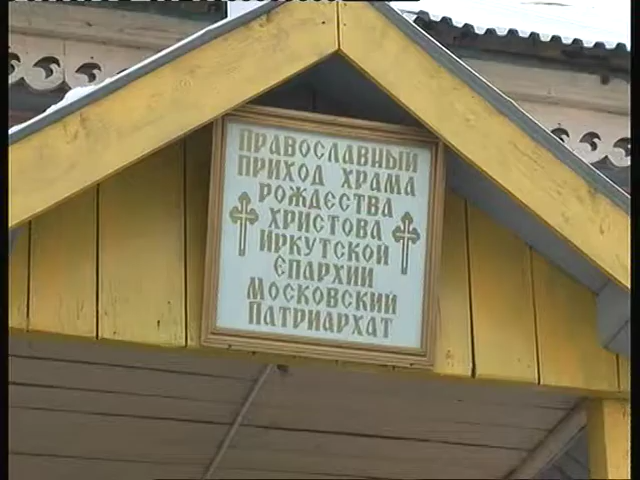 ПРАВОСЛАВНЫЙ
ПРИХОД ХРАМА
РОЖДЕСТВА
ХРИСТОВА
ИРКУТСКОЙ
ЕПАРХИИ
МОСКОВСКИЙ
ПАТРИАРХАТ